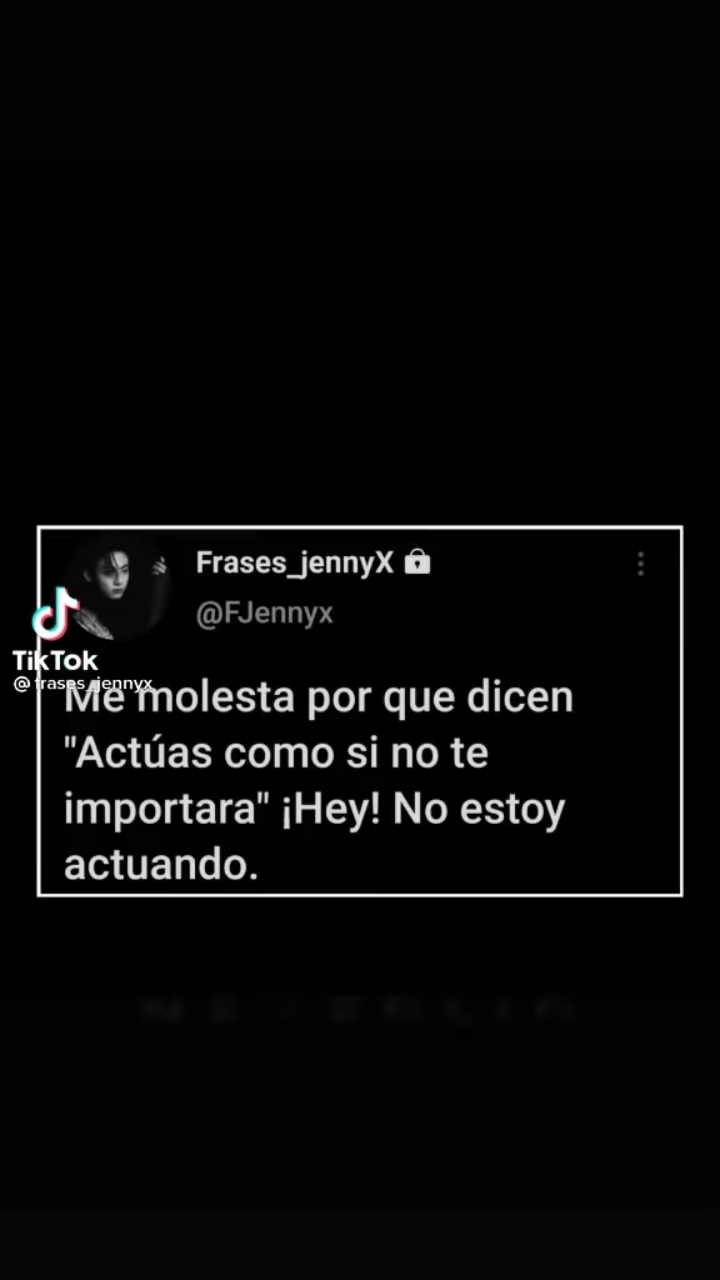 Frases_jennyX
@FJennyx
TikTok
@frases_jennyx
Me molesta por que dicen
"Actúas como si no te
importara" ¡Hey! No estoy
actuando.